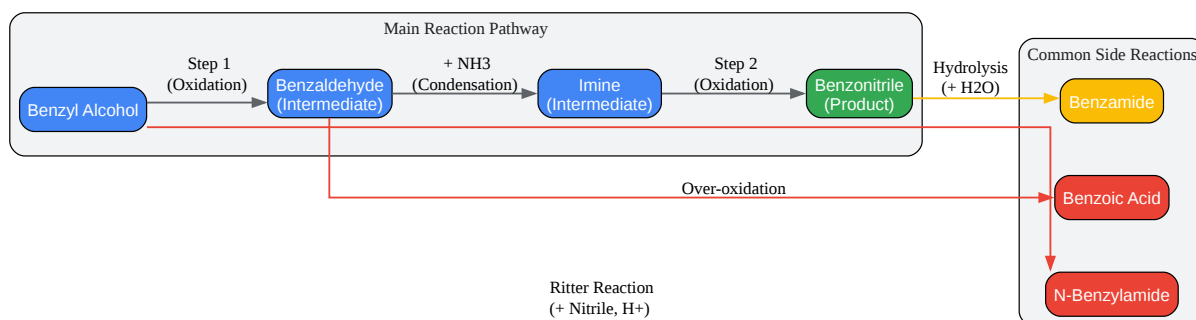 Main Reaction Pathway
Common Side Reactions
Step 1
(Oxidation)
+ NH3
(Condensation)
Step 2
(Oxidation)
Hydrolysis
(+ H2O)
Benzyl Alcohol
Benzaldehyde
(Intermediate)
Imine
(Intermediate)
Benzonitrile
(Product)
Benzamide
Over-oxidation
Benzoic Acid
Ritter Reaction
(+ Nitrile, H+)
N-Benzylamide